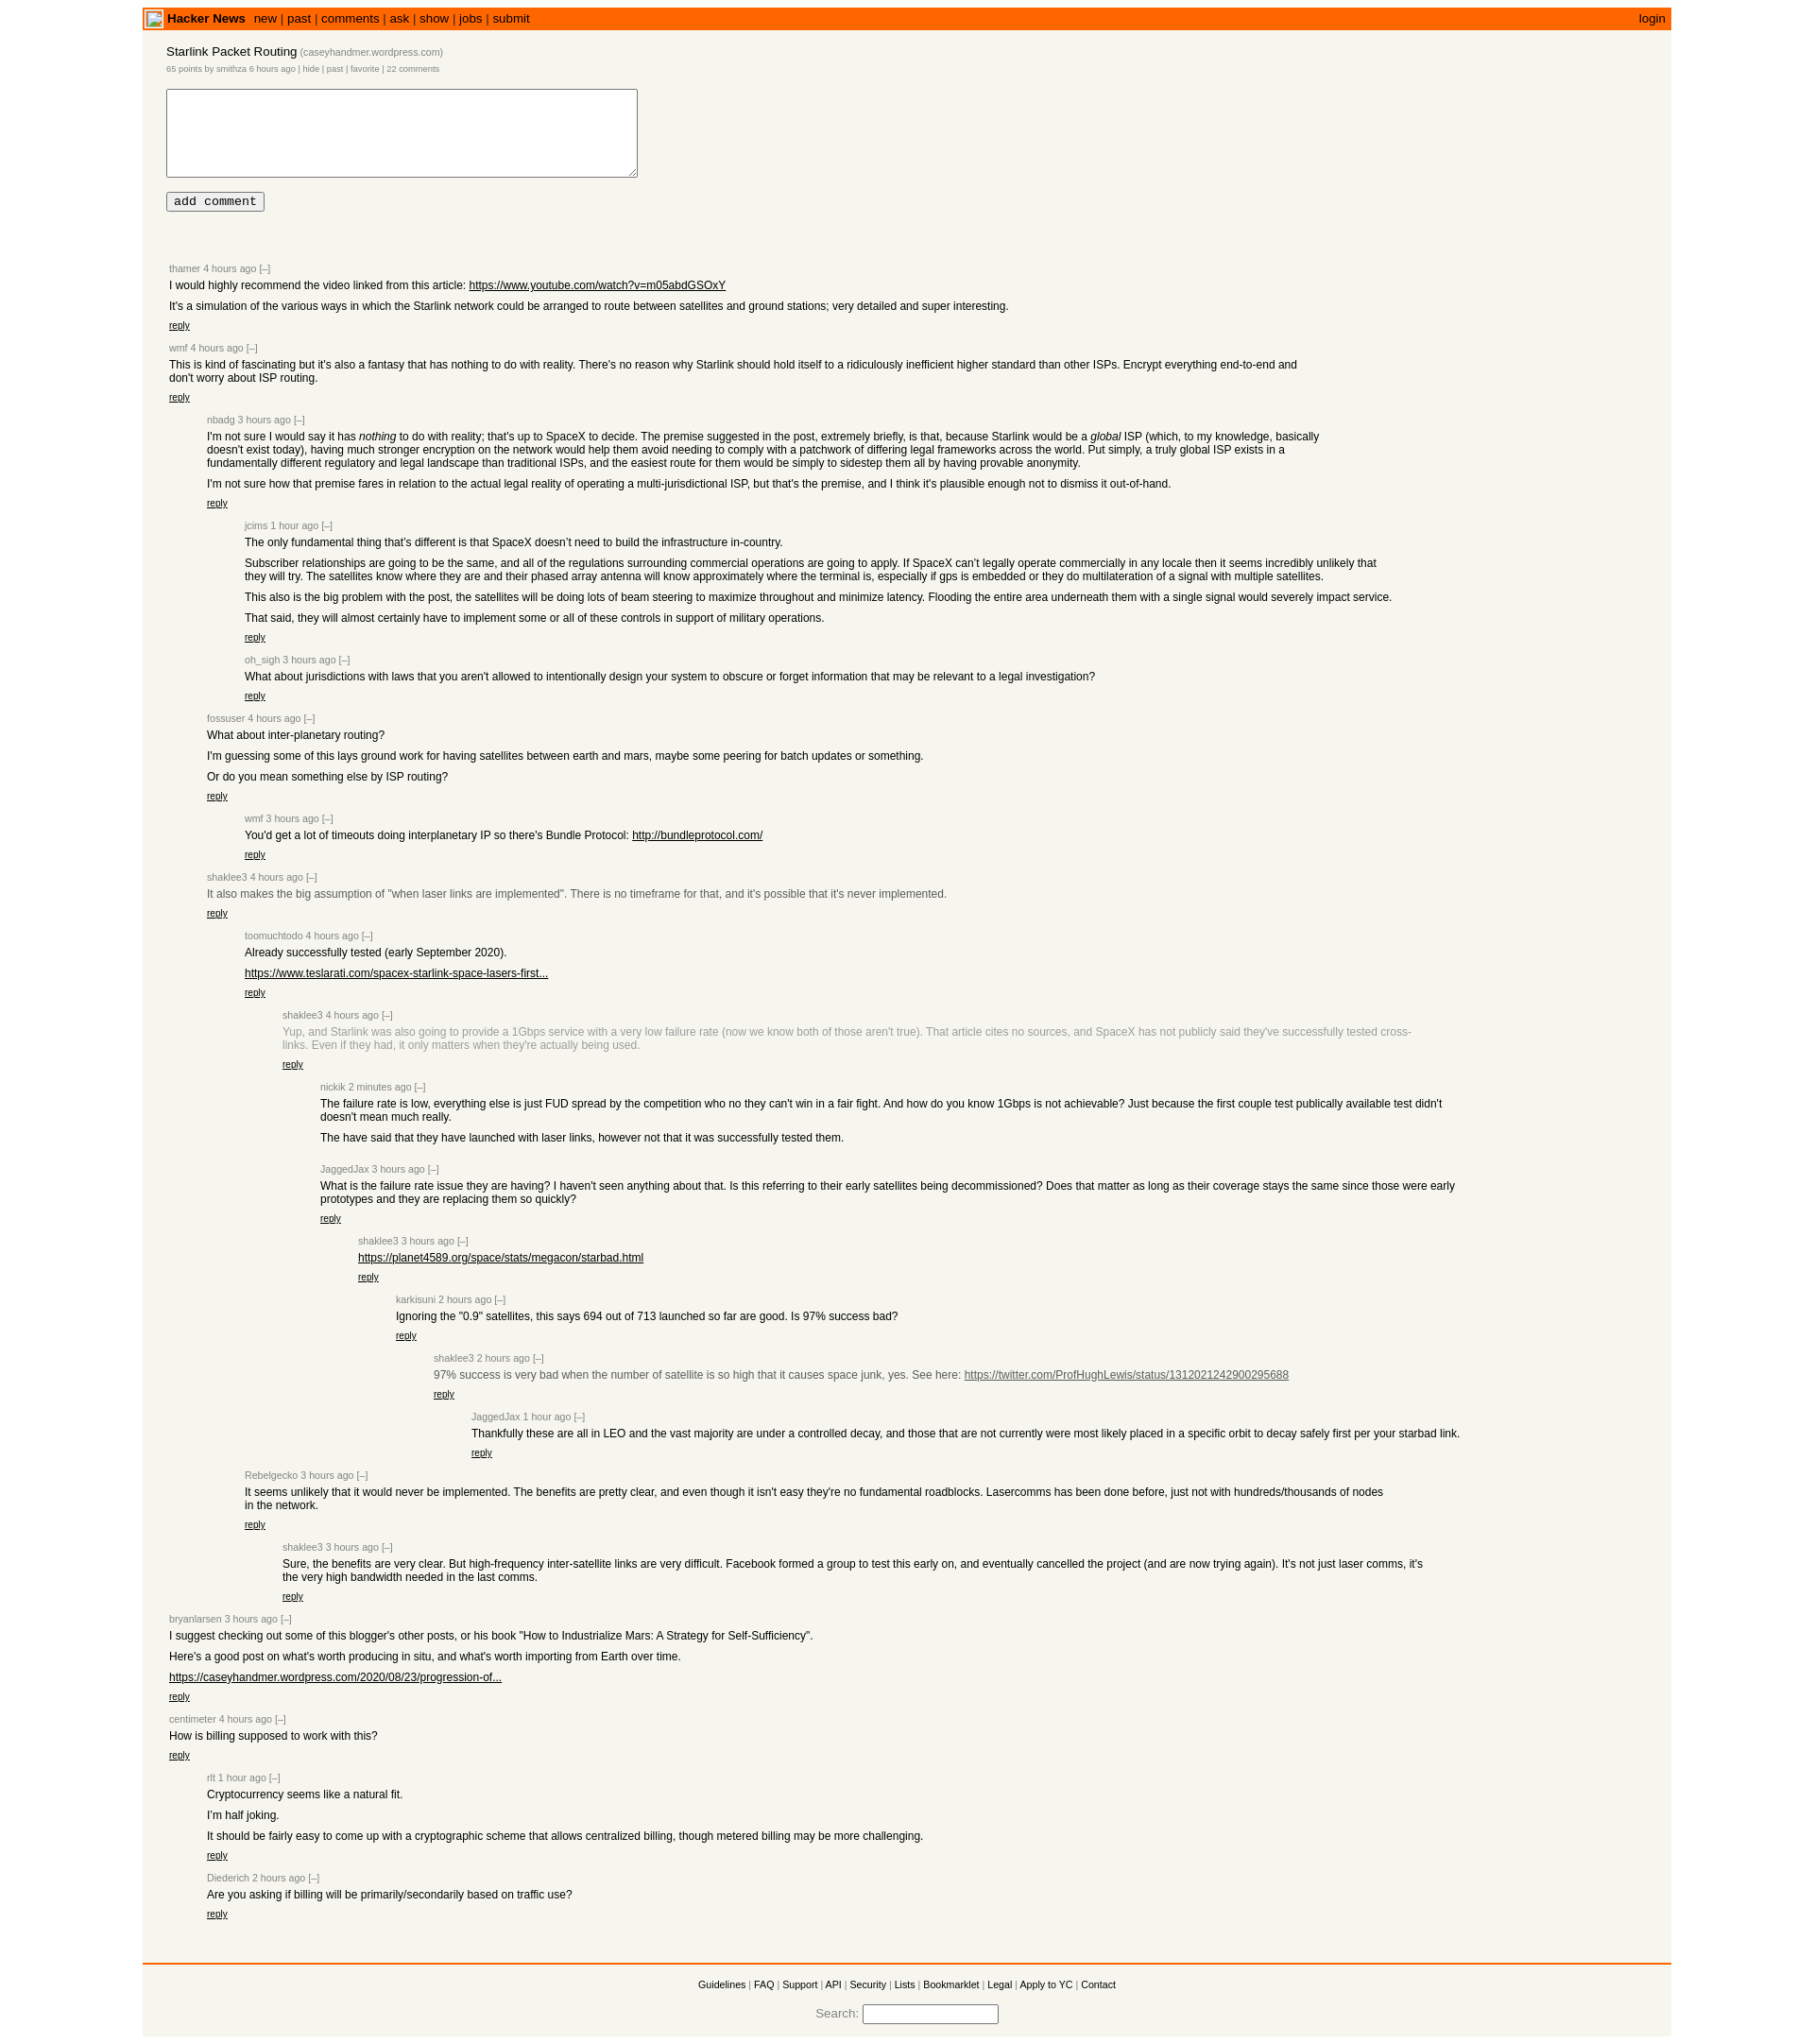 Hacker News new | past | comments | ask | show | jobs | submit login
Starlink Packet Routing (caseyhandmer.wordpress.com)
65 points by smithza 6 hours ago | hide | past | favorite | 22 comments
add comment
thamer 4 hours ago [–]
I would highly recommend the video linked from this article: https://www.youtube.com/watch?v=m05abdGSOxY
It's a simulation of the various ways in which the Starlink network could be arranged to route between satellites and ground stations; very detailed and super interesting.
reply
wmf 4 hours ago [–]
This is kind of fascinating but it's also a fantasy that has nothing to do with reality. There's no reason why Starlink should hold itself to a ridiculously inefficient higher standard than other ISPs. Encrypt everything end-to-end and
don't worry about ISP routing.
reply
nbadg 3 hours ago [–]
I'm not sure I would say it has nothing to do with reality; that's up to SpaceX to decide. The premise suggested in the post, extremely briefly, is that, because Starlink would be a global ISP (which, to my knowledge, basically
doesn't exist today), having much stronger encryption on the network would help them avoid needing to comply with a patchwork of differing legal frameworks across the world. Put simply, a truly global ISP exists in a
fundamentally different regulatory and legal landscape than traditional ISPs, and the easiest route for them would be simply to sidestep them all by having provable anonymity.
I'm not sure how that premise fares in relation to the actual legal reality of operating a multi-jurisdictional ISP, but that's the premise, and I think it's plausible enough not to dismiss it out-of-hand.
reply
jcims 1 hour ago [–]
The only fundamental thing that’s different is that SpaceX doesn’t need to build the infrastructure in-country.
Subscriber relationships are going to be the same, and all of the regulations surrounding commercial operations are going to apply. If SpaceX can’t legally operate commercially in any locale then it seems incredibly unlikely that
they will try. The satellites know where they are and their phased array antenna will know approximately where the terminal is, especially if gps is embedded or they do multilateration of a signal with multiple satellites.
This also is the big problem with the post, the satellites will be doing lots of beam steering to maximize throughout and minimize latency. Flooding the entire area underneath them with a single signal would severely impact service.
That said, they will almost certainly have to implement some or all of these controls in support of military operations.
reply
oh_sigh 3 hours ago [–]
What about jurisdictions with laws that you aren't allowed to intentionally design your system to obscure or forget information that may be relevant to a legal investigation?
reply
fossuser 4 hours ago [–]
What about inter-planetary routing?
I'm guessing some of this lays ground work for having satellites between earth and mars, maybe some peering for batch updates or something.
Or do you mean something else by ISP routing?
reply
wmf 3 hours ago [–]
You'd get a lot of timeouts doing interplanetary IP so there's Bundle Protocol: http://bundleprotocol.com/
reply
shaklee3 4 hours ago [–]
It also makes the big assumption of "when laser links are implemented". There is no timeframe for that, and it's possible that it's never implemented.
reply
toomuchtodo 4 hours ago [–]
Already successfully tested (early September 2020).
https://www.teslarati.com/spacex-starlink-space-lasers-first...
reply
shaklee3 4 hours ago [–]
Yup, and Starlink was also going to provide a 1Gbps service with a very low failure rate (now we know both of those aren't true). That article cites no sources, and SpaceX has not publicly said they've successfully tested cross-
links. Even if they had, it only matters when they're actually being used.
reply
nickik 2 minutes ago [–]
The failure rate is low, everything else is just FUD spread by the competition who no they can't win in a fair fight. And how do you know 1Gbps is not achievable? Just because the first couple test publically available test didn't
doesn't mean much really.
The have said that they have launched with laser links, however not that it was successfully tested them.
JaggedJax 3 hours ago [–]
What is the failure rate issue they are having? I haven't seen anything about that. Is this referring to their early satellites being decommissioned? Does that matter as long as their coverage stays the same since those were early
prototypes and they are replacing them so quickly?
reply
shaklee3 3 hours ago [–]
https://planet4589.org/space/stats/megacon/starbad.html
reply
karkisuni 2 hours ago [–]
Ignoring the "0.9" satellites, this says 694 out of 713 launched so far are good. Is 97% success bad?
reply
shaklee3 2 hours ago [–]
97% success is very bad when the number of satellite is so high that it causes space junk, yes. See here: https://twitter.com/ProfHughLewis/status/1312021242900295688
reply
JaggedJax 1 hour ago [–]
Thankfully these are all in LEO and the vast majority are under a controlled decay, and those that are not currently were most likely placed in a specific orbit to decay safely first per your starbad link.
reply
Rebelgecko 3 hours ago [–]
It seems unlikely that it would never be implemented. The benefits are pretty clear, and even though it isn't easy they're no fundamental roadblocks. Lasercomms has been done before, just not with hundreds/thousands of nodes
in the network.
reply
shaklee3 3 hours ago [–]
Sure, the benefits are very clear. But high-frequency inter-satellite links are very difficult. Facebook formed a group to test this early on, and eventually cancelled the project (and are now trying again). It's not just laser comms, it's
the very high bandwidth needed in the last comms.
reply
bryanlarsen 3 hours ago [–]
I suggest checking out some of this blogger's other posts, or his book "How to Industrialize Mars: A Strategy for Self-Sufficiency".
Here's a good post on what's worth producing in situ, and what's worth importing from Earth over time.
https://caseyhandmer.wordpress.com/2020/08/23/progression-of...
reply
centimeter 4 hours ago [–]
How is billing supposed to work with this?
reply
rlt 1 hour ago [–]
Cryptocurrency seems like a natural fit.
I’m half joking.
It should be fairly easy to come up with a cryptographic scheme that allows centralized billing, though metered billing may be more challenging.
reply
Diederich 2 hours ago [–]
Are you asking if billing will be primarily/secondarily based on traffic use?
reply
Guidelines | FAQ | Support | API | Security | Lists | Bookmarklet | Legal | Apply to YC | Contact
Search: